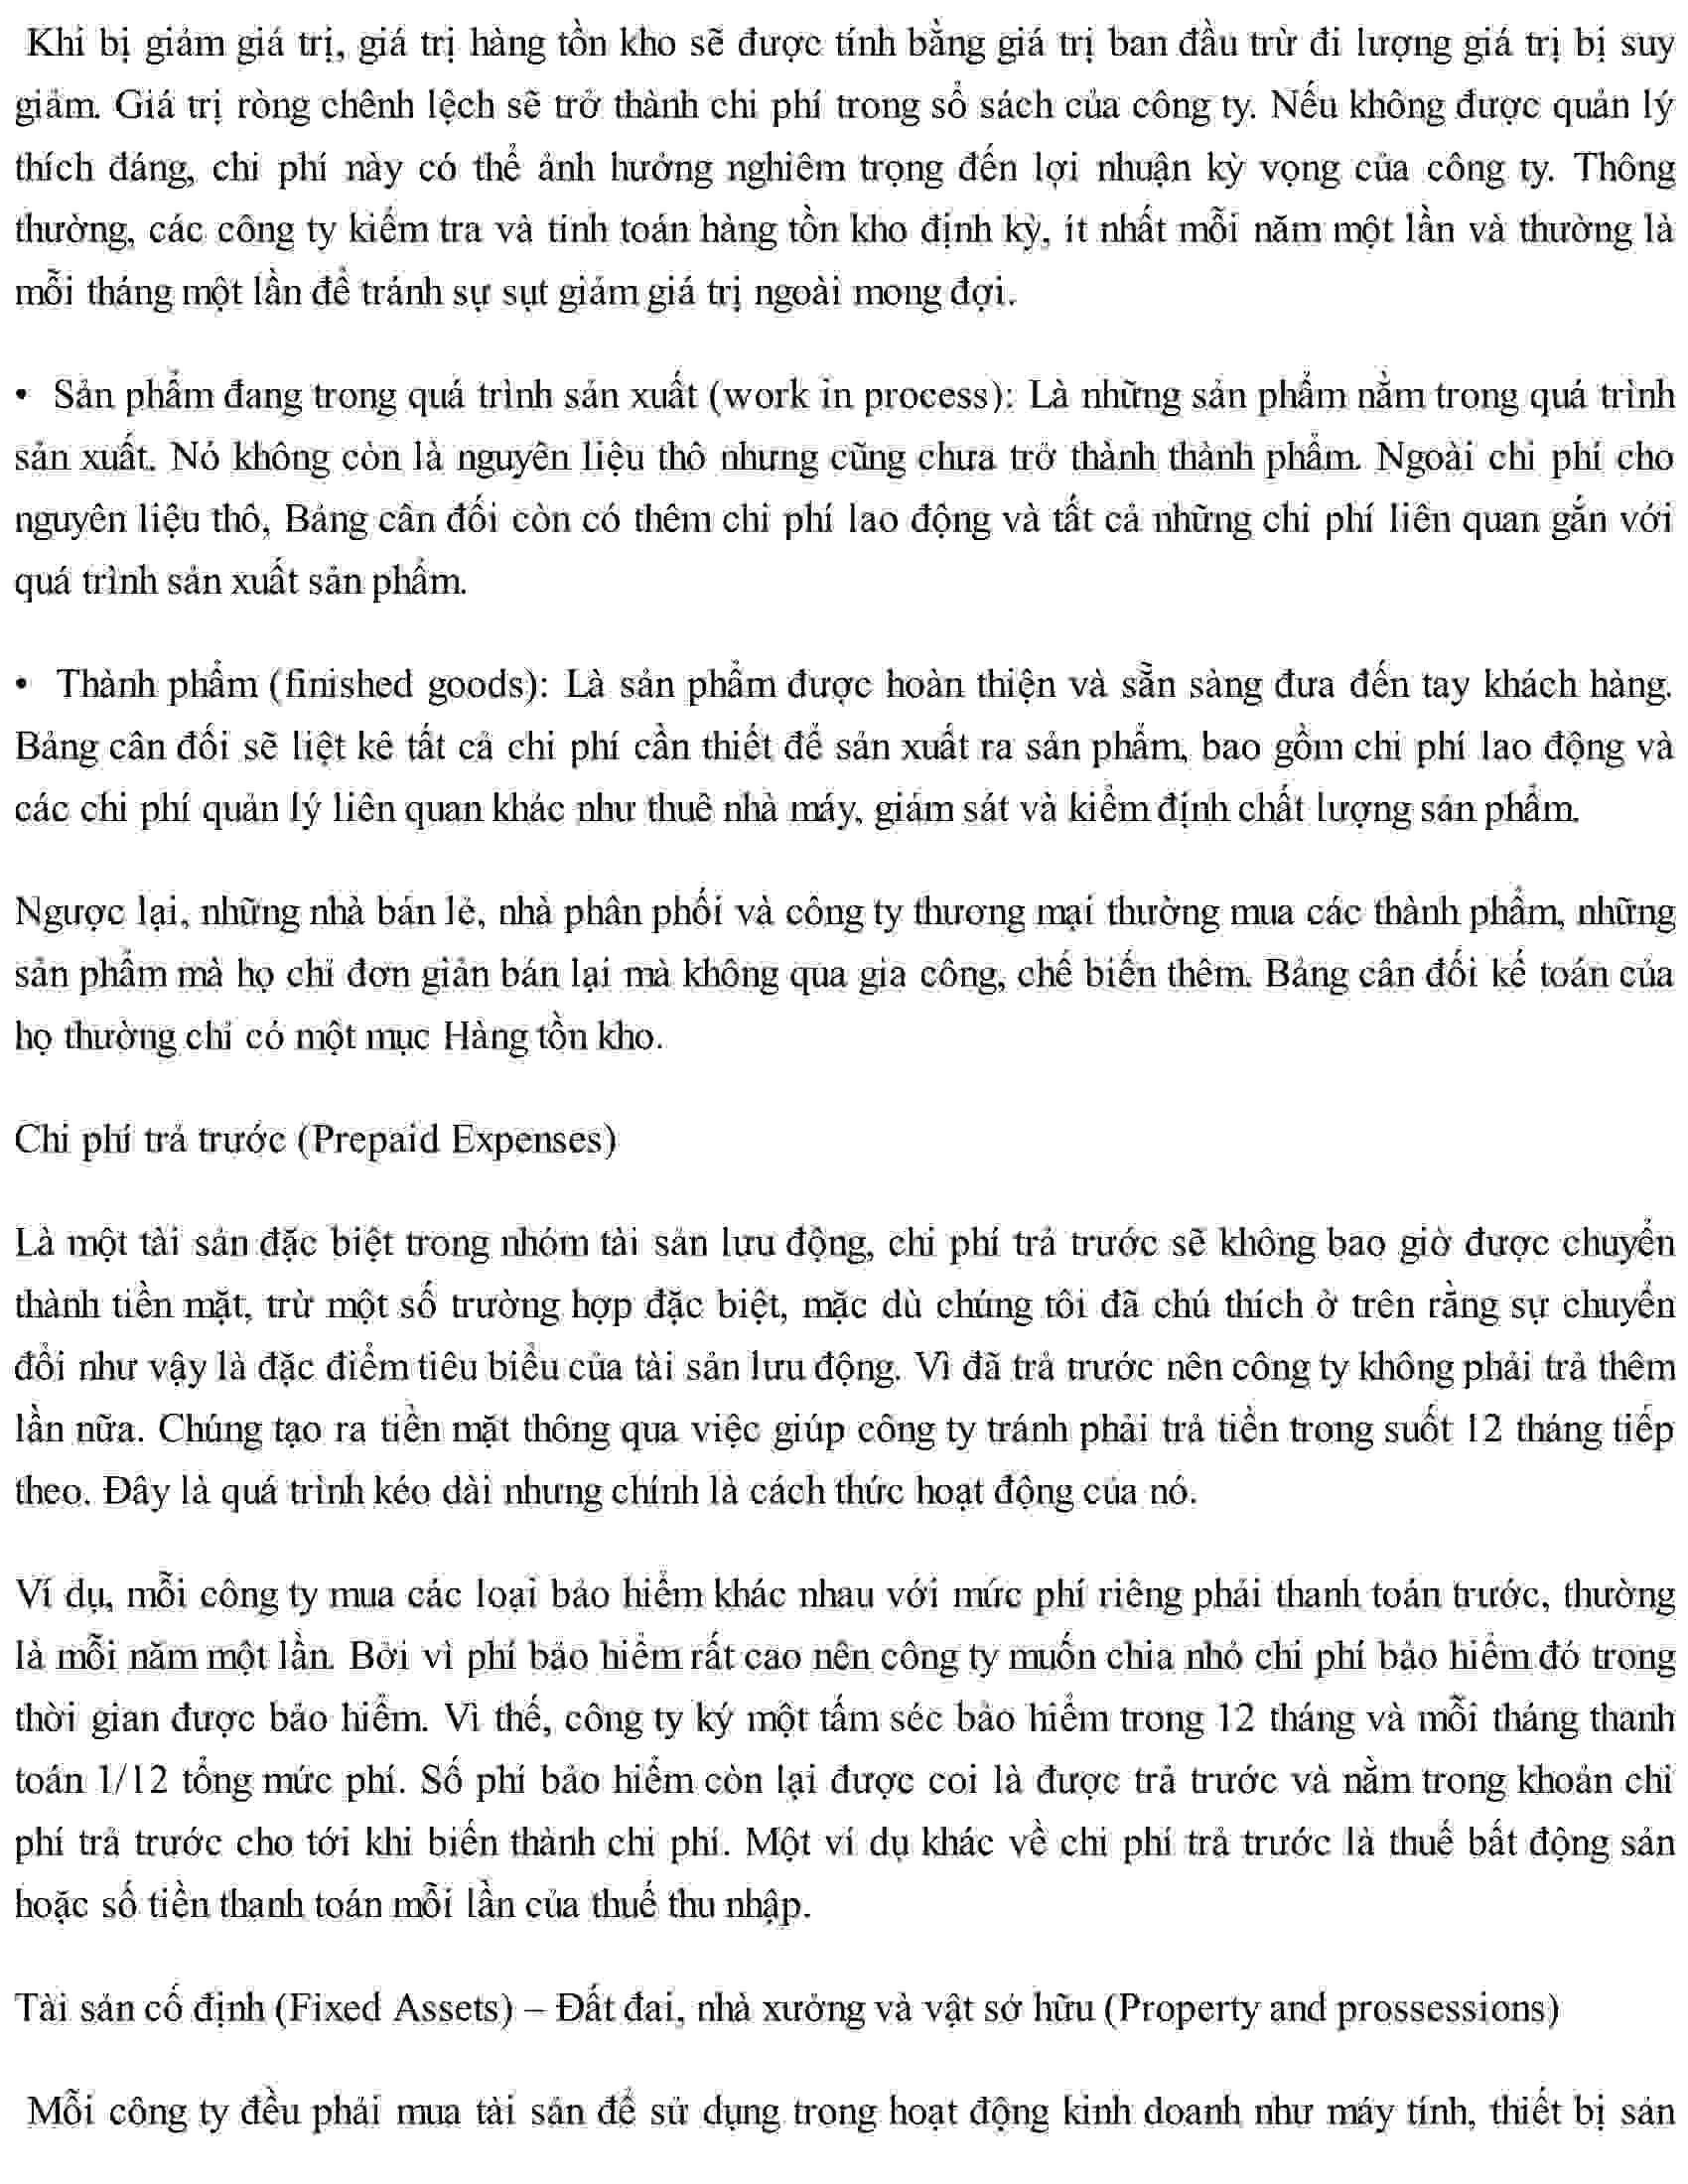 Khi bị giảm giá trị, giá trị hàng tồn kho sẽ được tính bằng giá trị ban đầu trừ đi lượng giá trị bị suy
giảm. Giá trị ròng chênh lệch sẽ trở thành chi phí trong sổ sách của công ty. Nếu không được quản lý
thích đáng, chi phí này có thể ảnh hưởng nghiêm trọng đến lợi nhuận kỳ vọng của công ty. Thông
thường, các công ty kiểm tra và tính toán hàng tồn kho định kỳ, ít nhất mỗi năm một lần và thường là
mỗi tháng một lần để tránh sự sụt giảm giá trị ngoài mong đợi.
• Sản phẩm đang trong quá trình sản xuất (work in process): Là những sản phẩm nằm trong quá trình
sản xuất. Nó không còn là nguyên liệu thô nhưng cũng chưa trở thành thành phẩm. Ngoài chi phí cho
nguyên liệu thô, Bảng cân đối còn có thêm chi phí lao động và tất cả những chi phí liên quan gắn với
quá trình sản xuất sản phẩm.
• Thành phẩm (finished goods): Là sản phẩm được hoàn thiện và sẵn sàng đưa đến tay khách hàng.
Bảng cân đối sẽ liệt kê tất cả chi phí cần thiết để sản xuất ra sản phẩm, bao gồm chi phí lao động và
các chi phí quản lý liên quan khác như thuê nhà máy, giám sát và kiểm định chất lượng sản phẩm.
Ngược lại, những nhà bán lẻ, nhà phân phối và công ty thương mại thường mua các thành phẩm, những
sản phẩm mà họ chỉ đơn giản bán lại mà không qua gia công, chế biến thêm. Bảng cân đối kế toán của
họ thường chỉ có một mục Hàng tồn kho.
Chi phí trả trước (Prepaid Expenses)
Là một tài sản đặc biệt trong nhóm tài sản lưu động, chi phí trả trước sẽ không bao giờ được chuyển
thành tiền mặt, trừ một số trường hợp đặc biệt, mặc dù chúng tôi đã chú thích ở trên rằng sự chuyển
đổi như vậy là đặc điểm tiêu biểu của tài sản lưu động. Vì đã trả trước nên công ty không phải trả thêm
lần nữa. Chúng tạo ra tiền mặt thông qua việc giúp công ty tránh phải trả tiền trong suốt 12 tháng tiếp
theo. Đây là quá trình kéo dài nhưng chính là cách thức hoạt động của nó.
Ví dụ, mỗi công ty mua các loại bảo hiểm khác nhau với mức phí riêng phải thanh toán trước, thường
là mỗi năm một lần. Bởi vì phí bảo hiểm rất cao nên công ty muốn chia nhỏ chi phí bảo hiểm đó trong
thời gian được bảo hiểm. Vì thế, công ty ký một tấm séc bảo hiểm trong 12 tháng và mỗi tháng thanh
toán 1/12 tổng mức phí. Số phí bảo hiểm còn lại được coi là được trả trước và nằm trong khoản chi
phí trả trước cho tới khi biến thành chi phí. Một ví dụ khác về chi phí trả trước là thuế bất động sản
hoặc số tiền thanh toán mỗi lần của thuế thu nhập.
Tài sản cố định (Fixed Assets) – Đất đai, nhà xưởng và vật sở hữu (Property and prossessions)
Mỗi công ty đều phải mua tài sản để sử dụng trong hoạt động kinh doanh như máy tính, thiết bị sản